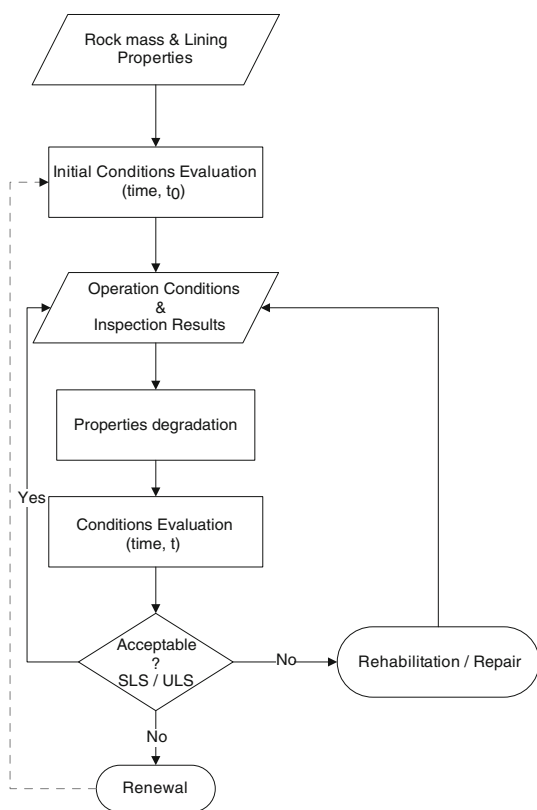 Rock mass & Lining
Properties
Initial Conditions Evaluation
(time, t0)
Operation Conditions
&
Inspection Results
Properties degradation
Yes
Conditions Evaluation
(time, t)
Acceptable
?
SLS / ULS
No
Rehabilitation / Repair
No
Renewal